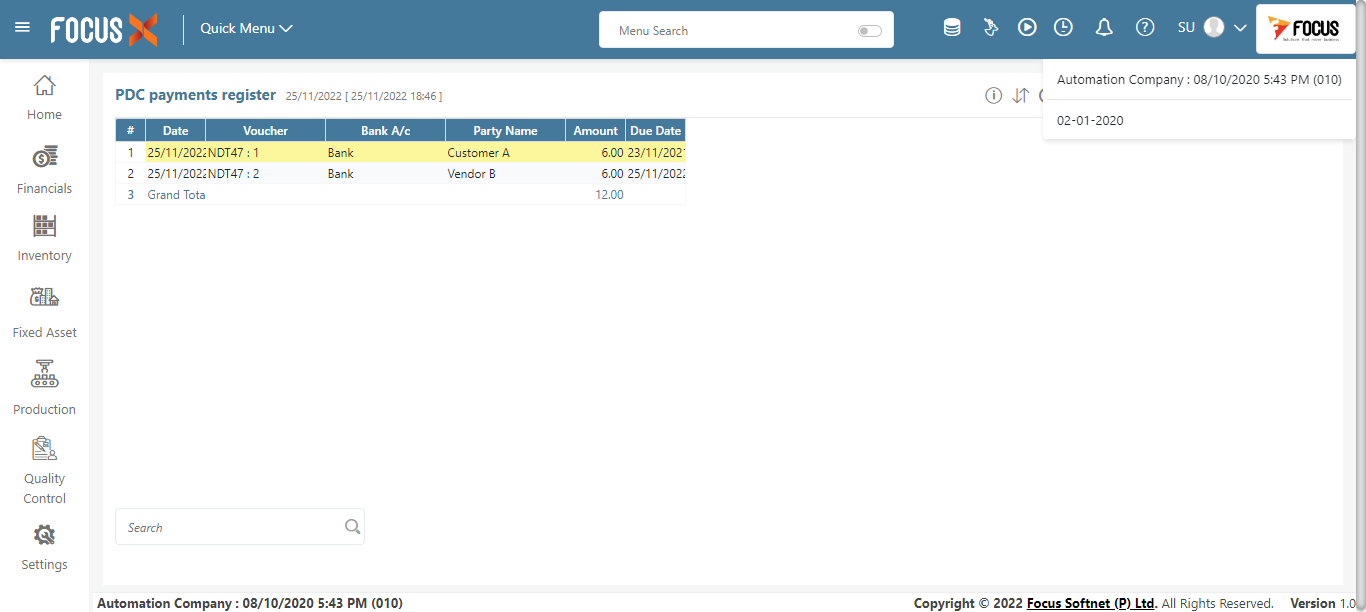 FOCUS X
Quick Menu
Menu Search
SU
FOCUS
Automation Company : 08/10/2020 5:43 PM (010)
02-01-2020
Home
Financials
Inventory
Fixed Asset
Production
Quality
Control
Settings
PDC payments register 25/11/2022 [ 25/11/2022 18:46 ]
# Date Voucher Bank A/c Party Name Amount Due Date
1 25/11/2022 NDT47 : 1 Bank Customer A 6.00 23/11/202
2 25/11/2022 NDT47 : 2 Bank Vendor B 6.00 25/11/2022
3 Grand Tota 12.00
Search
Automation Company : 08/10/2020 5:43 PM (010)
Copyright © 2022 Focus Softnet (P) Ltd. All Rights Reserved. Version 1.0